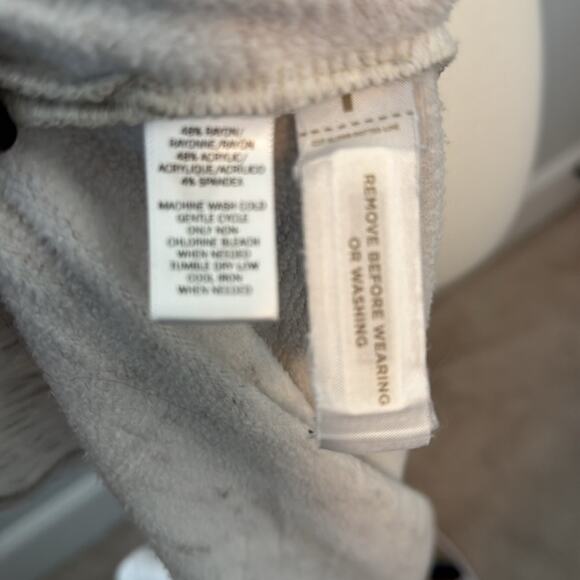 48% RAYON/
RAYONNE/RAYON
48% ACRYLIC/
ACRYLIQUE/ACRILICO
4% SPANDEX
MACHINE WASH COLD
GENTLE CYCLE
ONLY NON
CHLORINE BLEACH
WHEN NEEDED
TUMBLE DRY LOW
COOL IRON
WHEN NEEDED
REMOVE BEFORE WEARING
OR WASHING